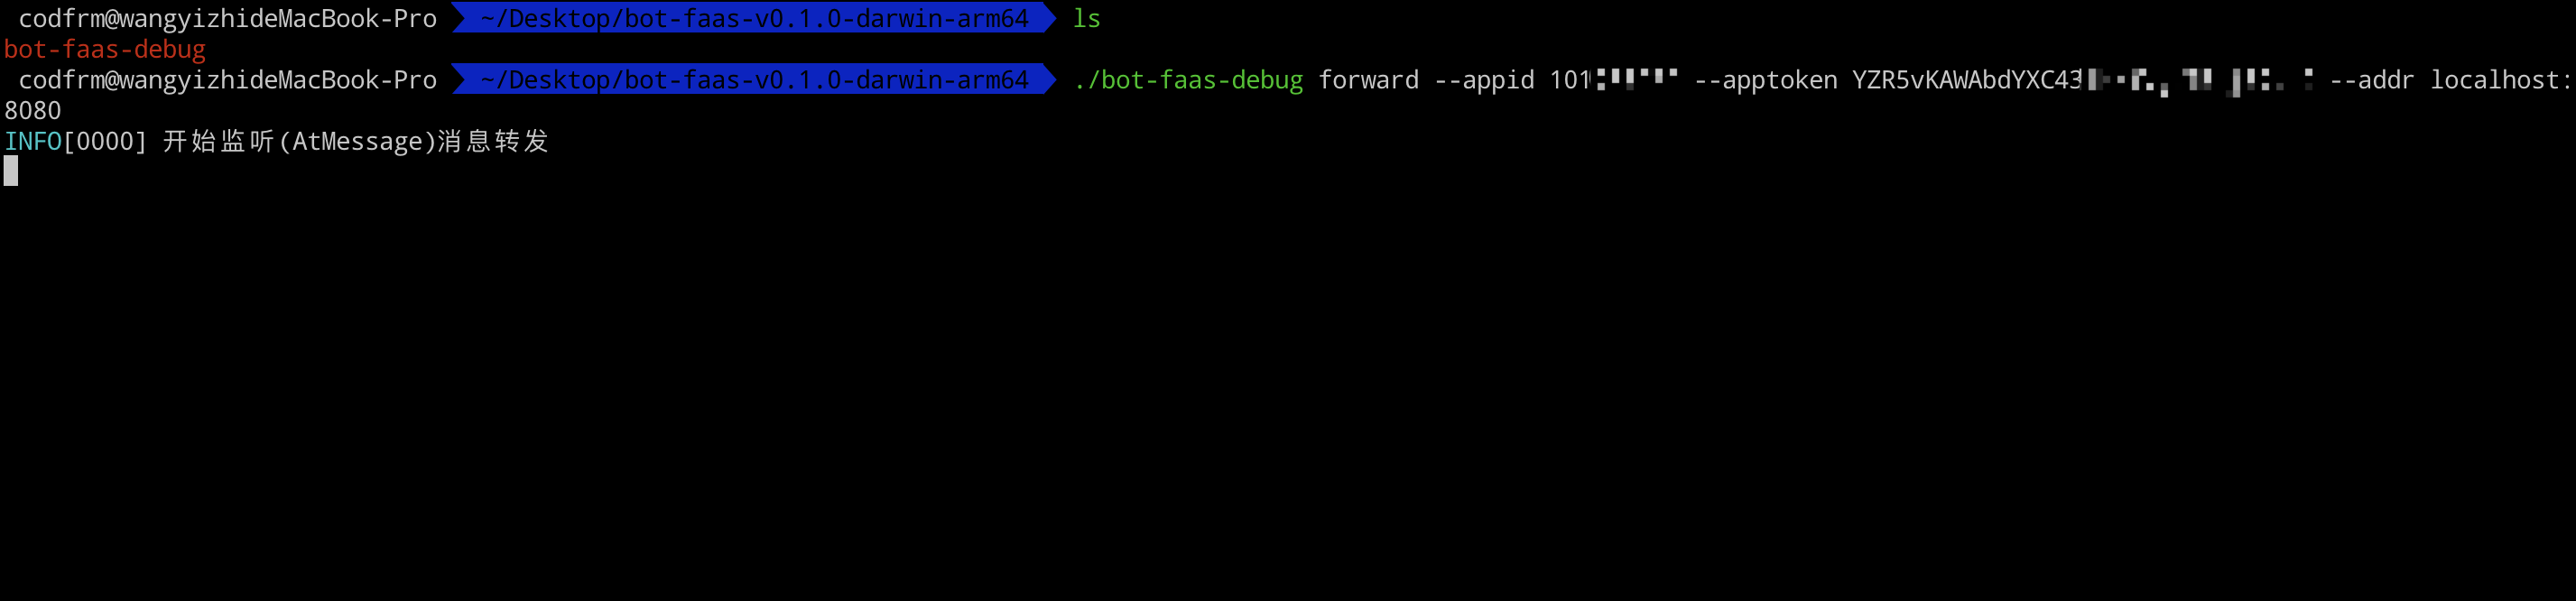 codfrm@wangyizhideMacBook-Pro ~/Desktop/bot-faas-v0.1.0-darwin-arm64 ls
bot-faas-debug
codfrm@wangyizhideMacBook-Pro ~/Desktop/bot-faas-v0.1.0-darwin-arm64 ./bot-faas-debug forward --appid 101 --apptoken YZR5vKAWAbdYXC43 --addr localhost:
8080
INFO[0000] 开始监听(AtMessage)消息转发